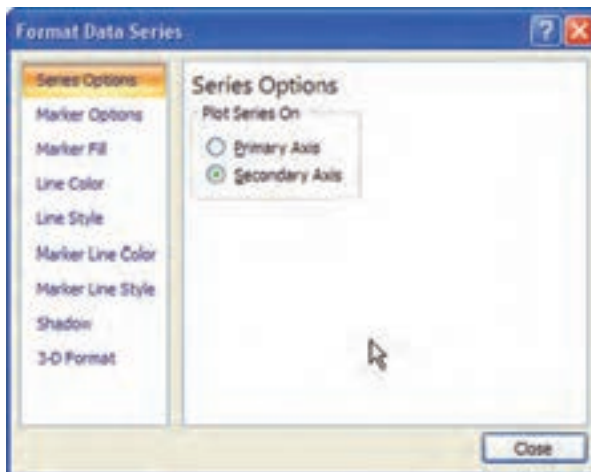 Format Data Series
Series Options
Marker Options
Marker Fill
Line Color
Line Style
Marker Line Color
Marker Line Style
Shadow
3-D Format
Series Options
Plot Series On
Primary Axis
Secondary Axis
Close